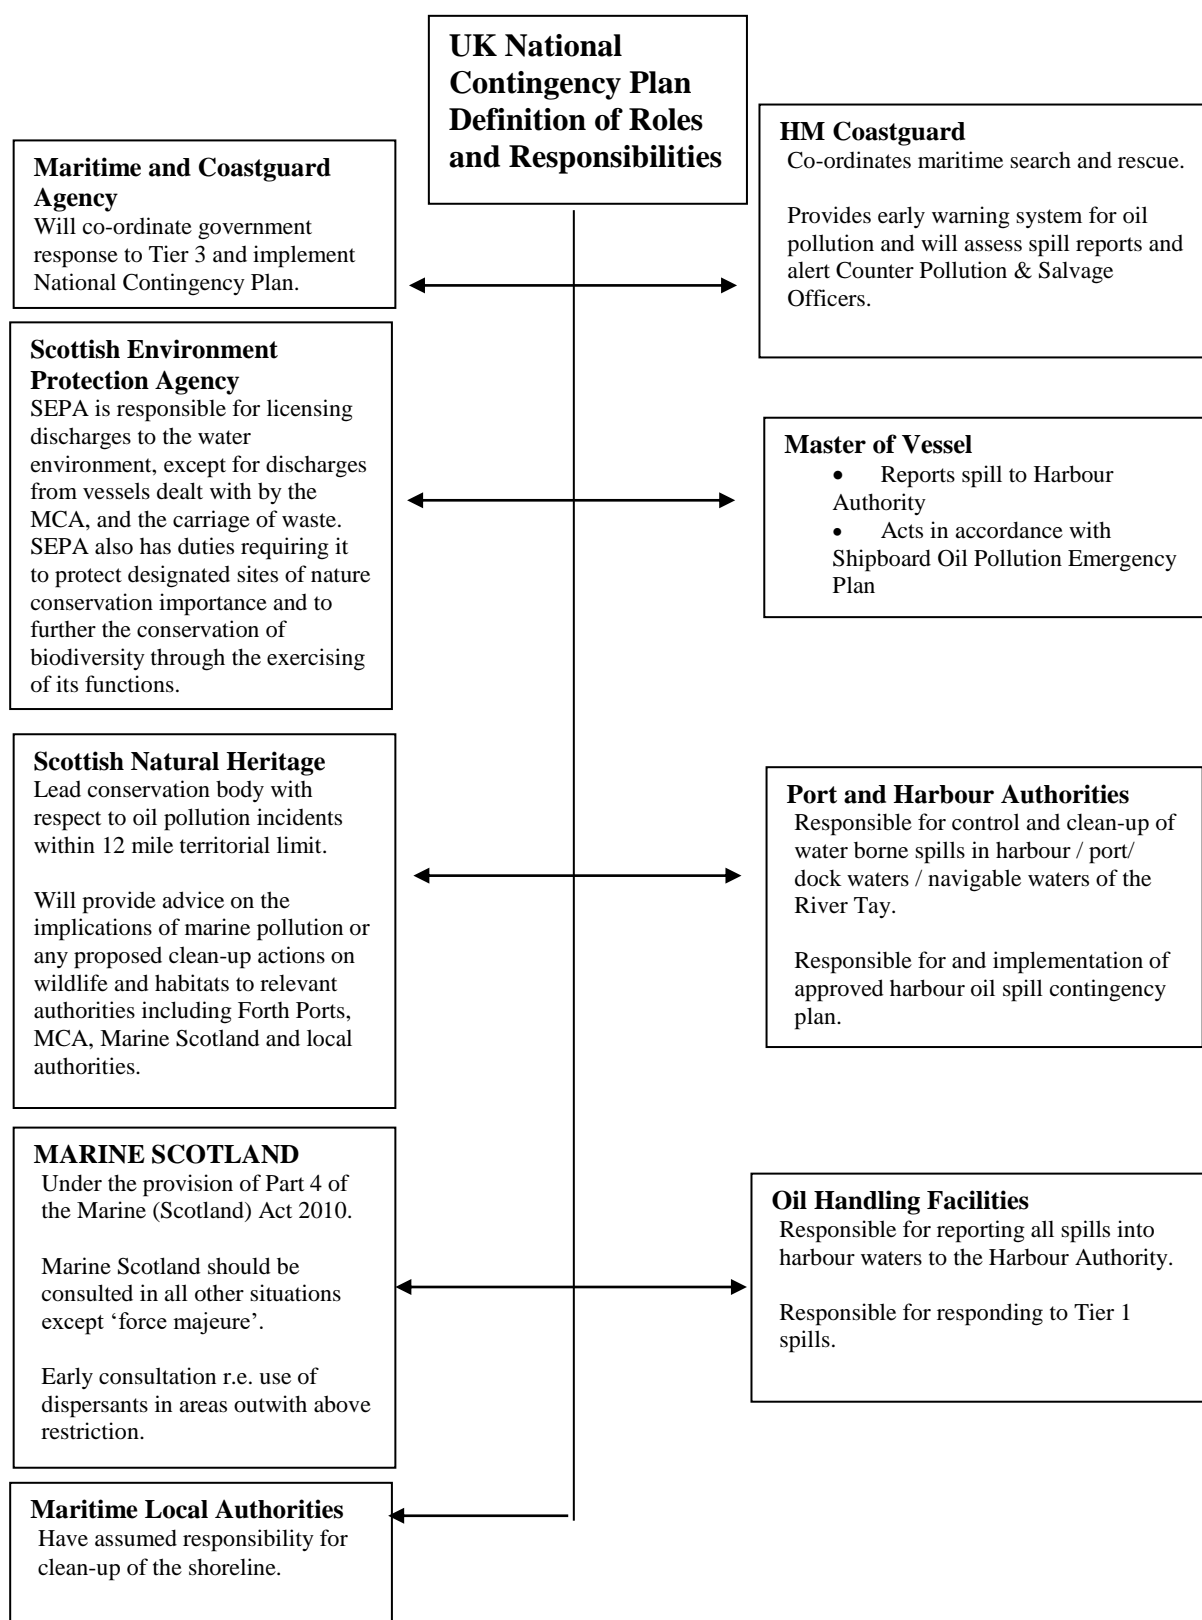 UK National
Contingency Plan
Definition of Roles
and Responsibilities
Maritime and Coastguard
Agency
Will co-ordinate government
response to Tier 3 and implement
National Contingency Plan.
HM Coastguard
Co-ordinates maritime search and rescue.
Provides early warning system for oil
pollution and will assess spill reports and
alert Counter Pollution & Salvage
Officers.
Scottish Environment
Protection Agency
SEPA is responsible for licensing
discharges to the water
environment, except for discharges
from vessels dealt with by the
MCA, and the carriage of waste.
SEPA also has duties requiring it
to protect designated sites of nature
conservation importance and to
further the conservation of
biodiversity through the exercising
of its functions.
Master of Vessel
• Reports spill to Harbour
Authority
• Acts in accordance with
Shipboard Oil Pollution Emergency
Plan
Scottish Natural Heritage
Lead conservation body with
respect to oil pollution incidents
within 12 mile territorial limit.
Will provide advice on the
implications of marine pollution or
any proposed clean-up actions on
wildlife and habitats to relevant
authorities including Forth Ports,
MCA, Marine Scotland and local
authorities.
Port and Harbour Authorities
Responsible for control and clean-up of
water borne spills in harbour / port/
dock waters / navigable waters of the
River Tay.
Responsible for and implementation of
approved harbour oil spill contingency
plan.
MARINE SCOTLAND
Under the provision of Part 4 of
the Marine (Scotland) Act 2010.
Marine Scotland should be
consulted in all other situations
except ‘force majeure’.
Early consultation r.e. use of
dispersants in areas outwith above
restriction.
Oil Handling Facilities
Responsible for reporting all spills into
harbour waters to the Harbour Authority.
Responsible for responding to Tier 1
spills.
Maritime Local Authorities
Have assumed responsibility for
clean-up of the shoreline.